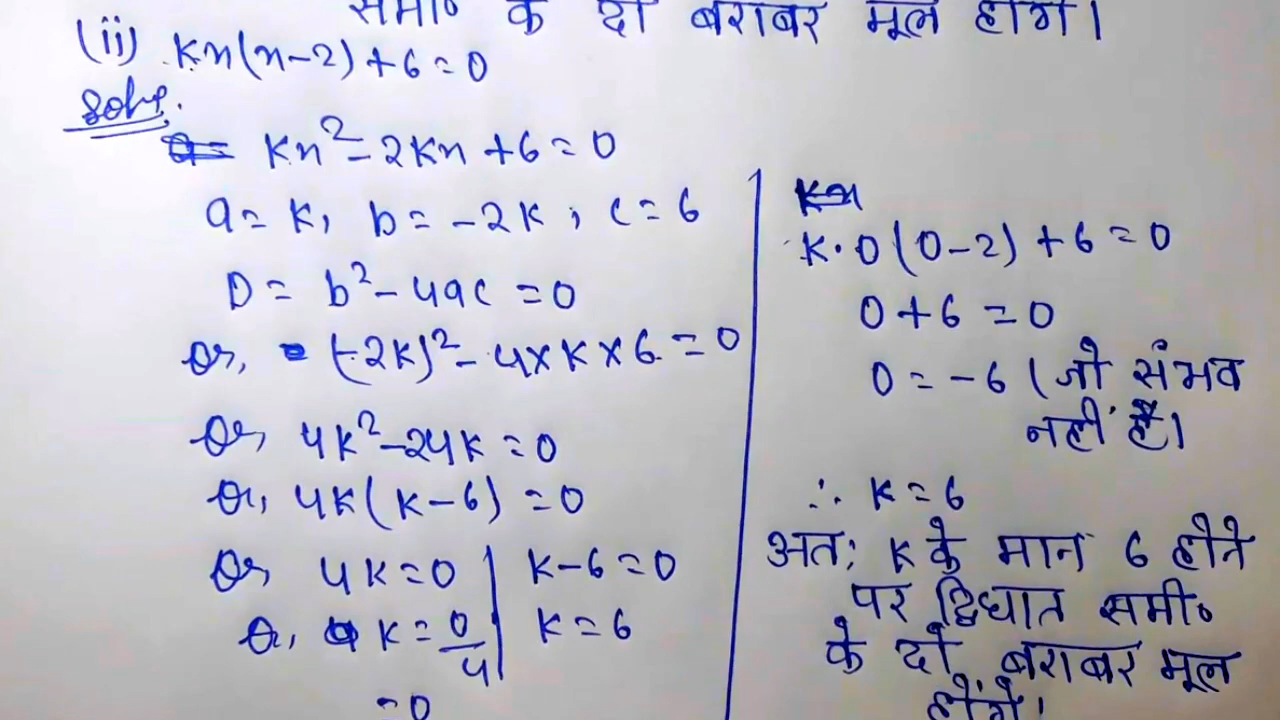 समी० के दो बराबर मूल होंगे।
(ii) Kx(x-2)+6=0
Soln.
Kx²-2Kx+6=0
a=K, b=-2K, c=6
D= b²-4ac=0
Or, (-2K)²-4×K×6=0
Or, 4K²-24K=0
Or, 4K(K-6)=0
Or, 4K=0 | K-6=0
Or, K=0/4 | K=6
=0
Kx
K·0(0-2)+6=0
0+6=0
0=-6 (जो संभव
नहीं है।
∴ K=6
अतः K के मान 6 होने
पर द्विघात समी०
के दो बराबर मूल
होंगे।